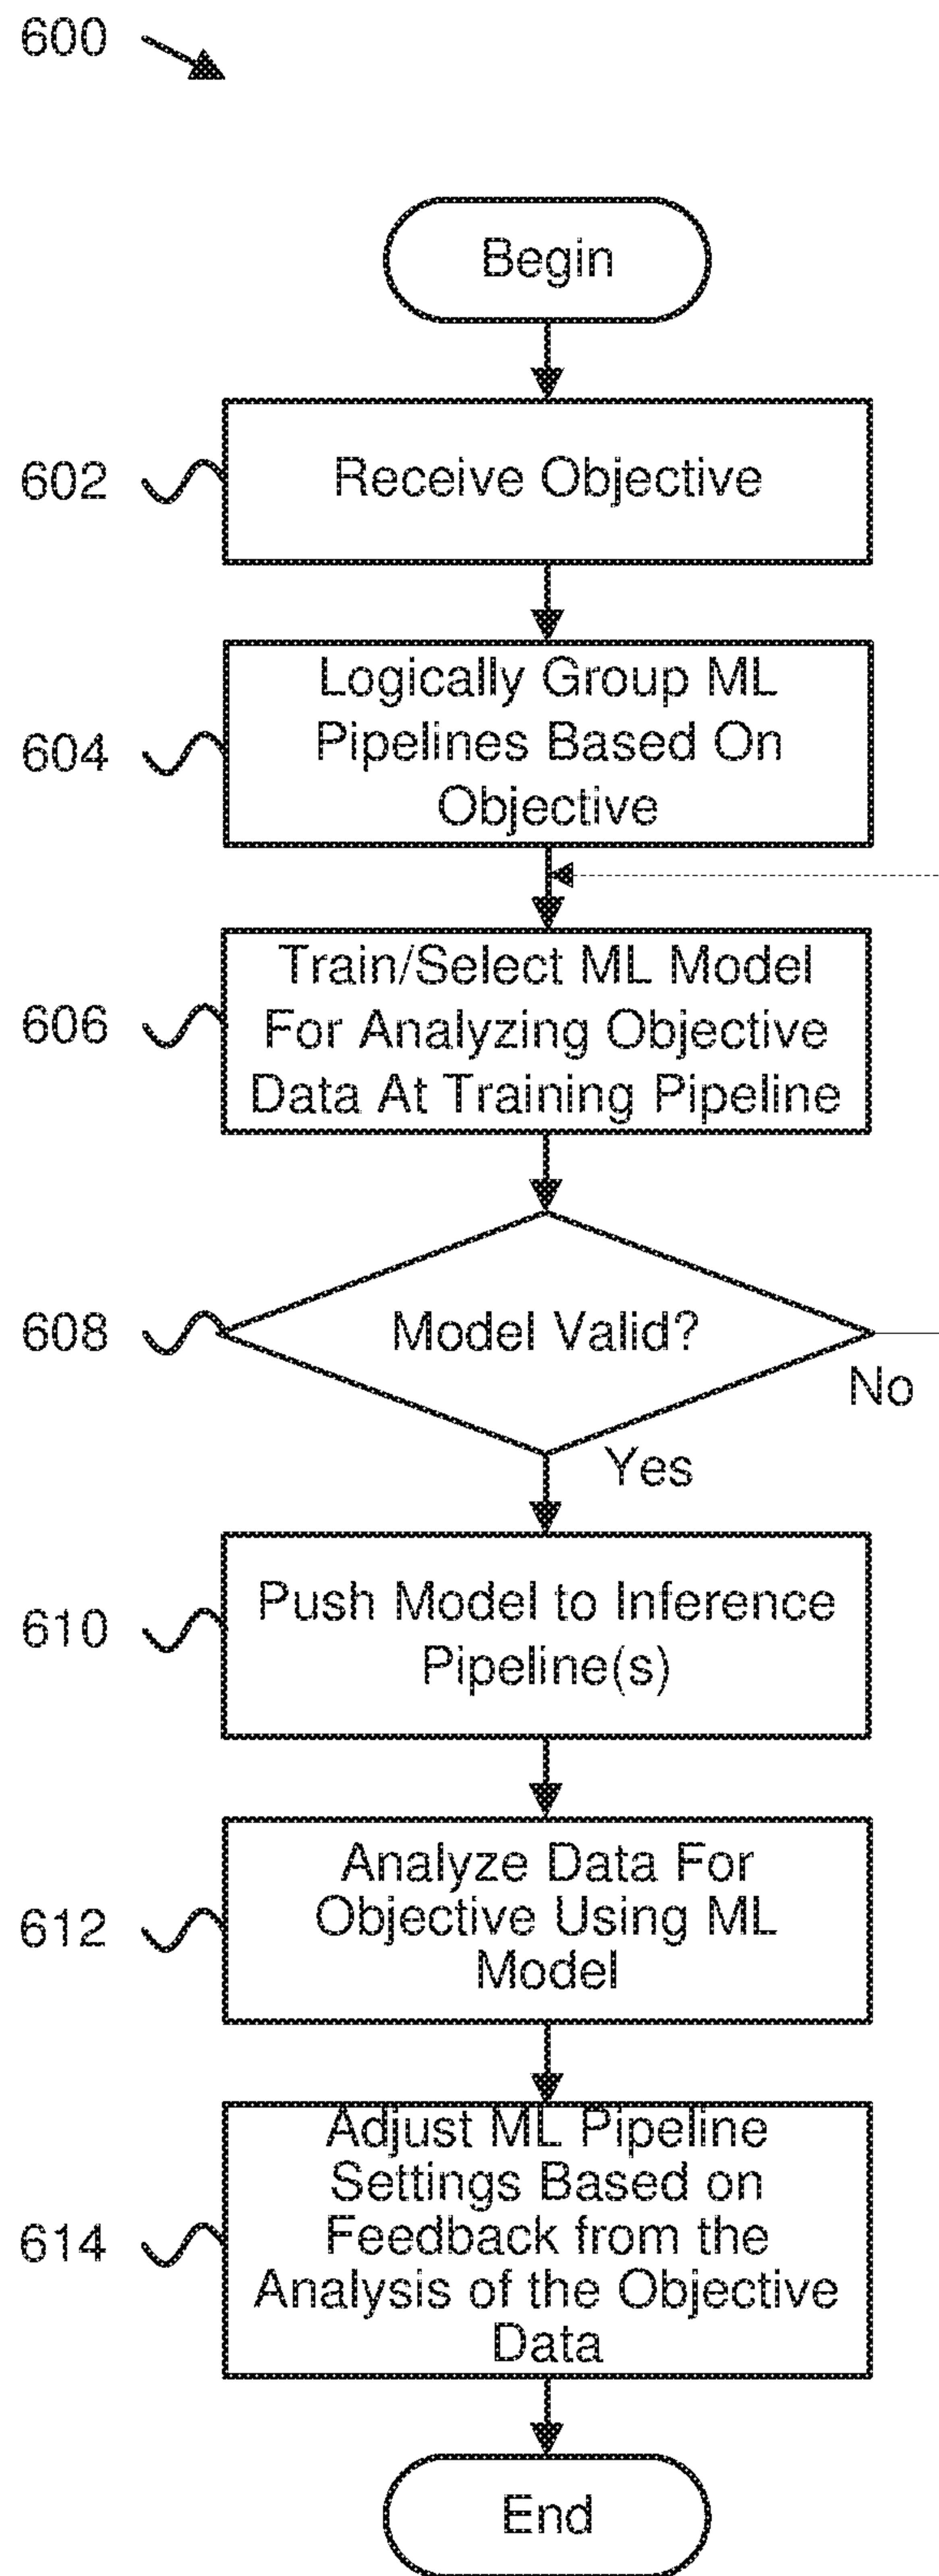 600
Begin
602
Receive Objective
604
Logically Group ML
Pipelines Based On
Objective
606
Train/Select ML Model
For Analyzing Objective
Data At Training Pipeline
608
Model Valid?
No
Yes
610
Push Model to Inference
Pipeline(s)
612
Analyze Data For
Objective Using ML
Model
614
Adjust ML Pipeline
Settings Based on
Feedback from the
Analysis of the Objective
Data
End